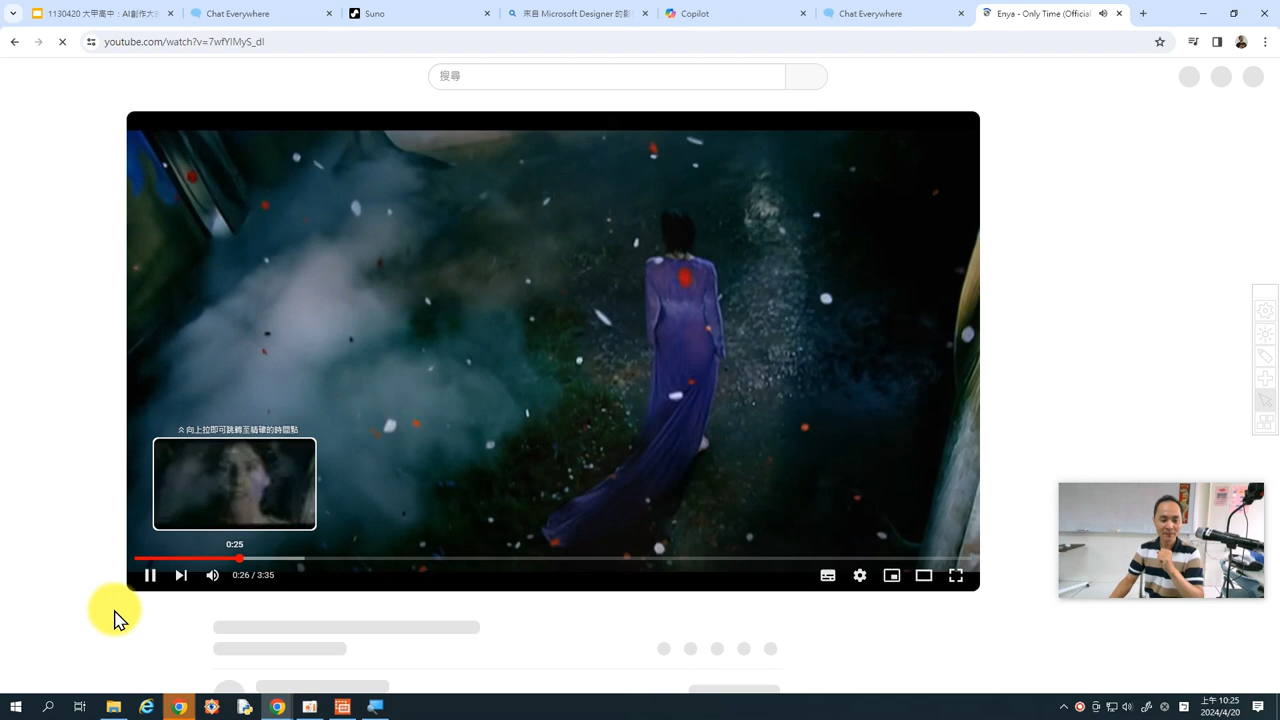 1130420 大甲高中：AI創作大
Chat Everywhere
Suno
來自 Microsoft Designer 的影
Copilot
Chat Everywhere
Enya - Only Time (Official
youtube.com/watch?v=7wfYIMyS_dI
搜尋
向上拉即可跳轉至精確的時間點
0:25
0:26 / 3:35
上午 10:25
2024/4/20